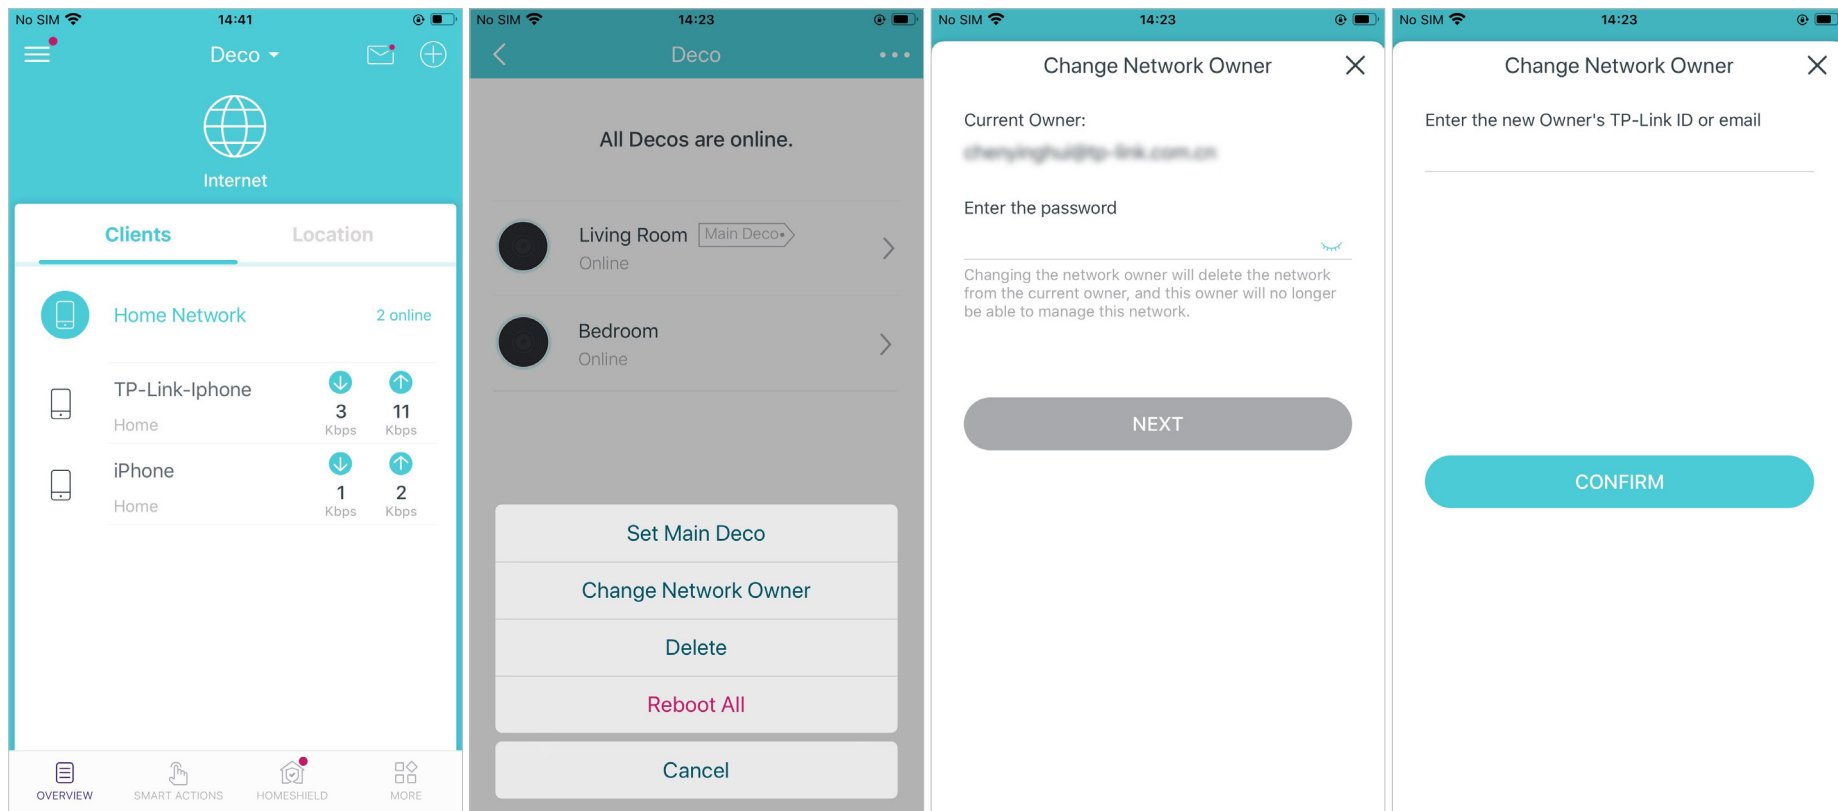 No SIM 14:41
Deco
Internet
Clients Location
Home Network 2 online
TP-Link-Iphone
Home
3 11
Kbps Kbps
iPhone
Home
1 2
Kbps Kbps
OVERVIEW SMART ACTIONS HOMESHIELD MORE
No SIM 14:23
Deco
All Decos are online.
Living Room Main Deco
Online
Bedroom
Online
Set Main Deco
Change Network Owner
Delete
Reboot All
Cancel
No SIM 14:23
Change Network Owner
Current Owner:
Enter the password
Changing the network owner will delete the network
from the current owner, and this owner will no longer
be able to manage this network.
NEXT
No SIM 14:23
Change Network Owner
Enter the new Owner's TP-Link ID or email
CONFIRM